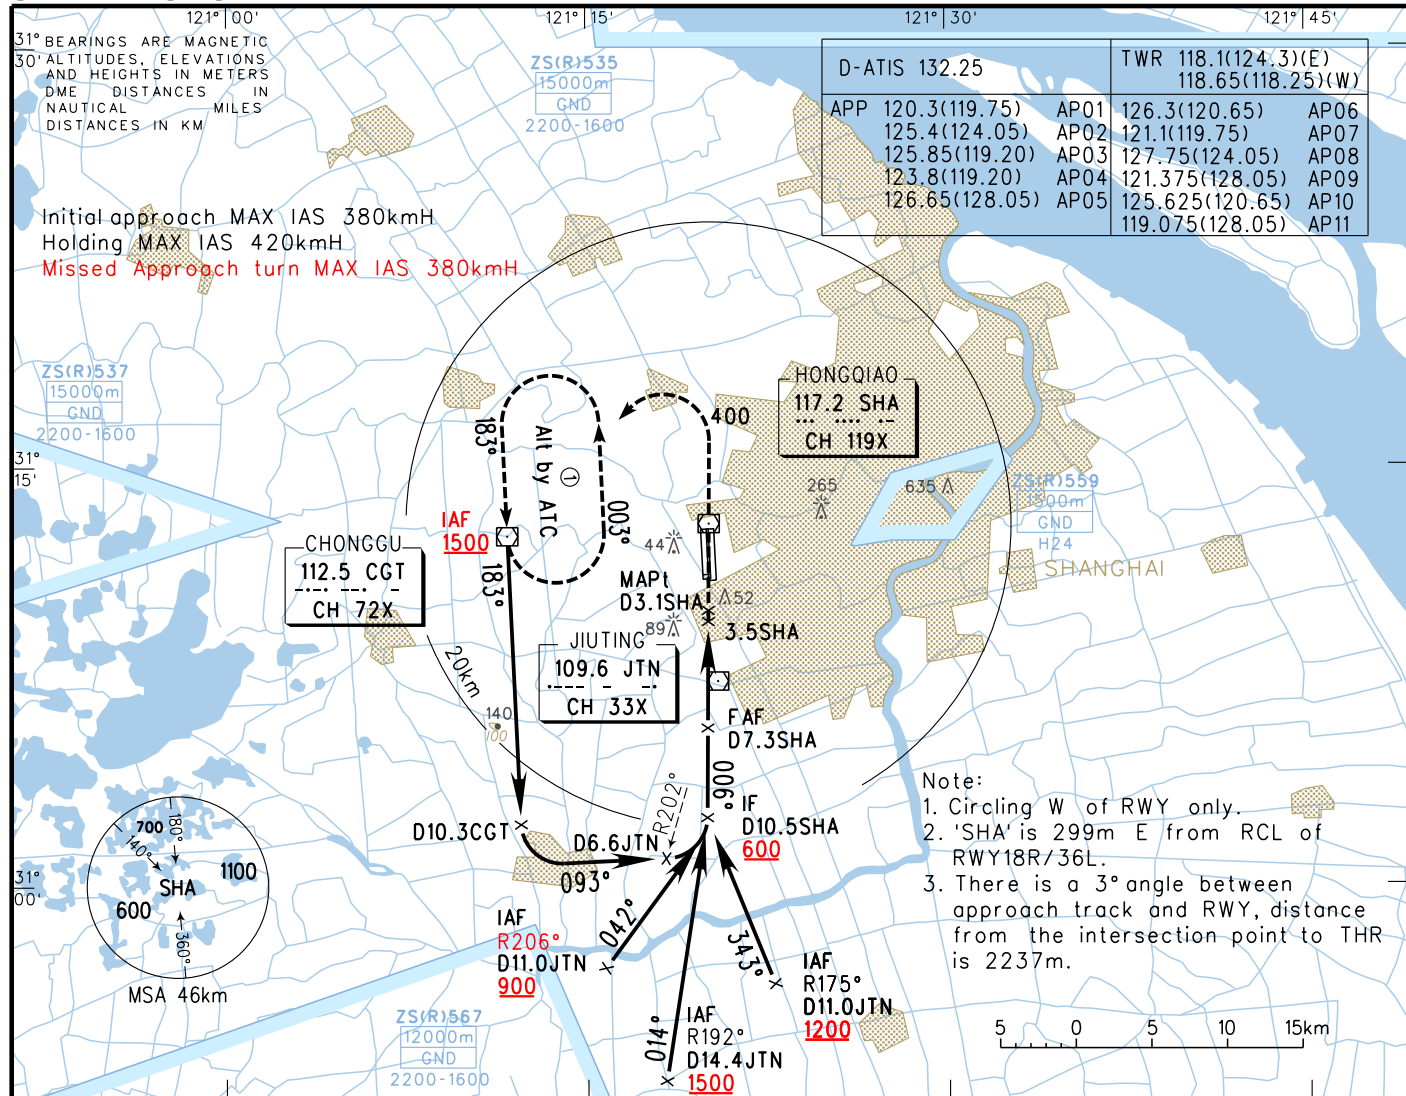 121° 00'
121° 15'
121° 30'
121° 45'
31°
30'
BEARINGS ARE MAGNETIC
ALTITUDES, ELEVATIONS
AND HEIGHTS IN METERS
DME DISTANCES IN
NAUTICAL MILES
DISTANCES IN KM
ZS(R)535
15000m
GND
2200-1600
D-ATIS 132.25
TWR 118.1(124.3)(E)
118.65(118.25)(W)
APP 120.3(119.75) AP01
125.4(124.05) AP02
125.85(119.20) AP03
123.8(119.20) AP04
126.65(128.05) AP05
126.3(120.65) AP06
121.1(119.75) AP07
127.75(124.05) AP08
121.375(128.05) AP09
125.625(120.65) AP10
119.075(128.05) AP11
Initial approach MAX IAS 380kmH
Holding MAX IAS 420kmH
Missed Approach turn MAX IAS 380kmH
ZS(R)537
15000m
GND
2200-1600
31°
15'
HONGQIAO
117.2 SHA
CH 119X
400
183°
Alt by ATC
①
003°
265
635
ZS(R)559
1500m
GND
H24
SHANGHAI
IAF
1500
CHONGGU
112.5 CGT
CH 72X
183°
44
MAPt
D3.1SHA
52
89
3.5SHA
JIUTING
109.6 JTN
CH 33X
20km
140
100
FAF
D7.3SHA
006°
IF
D10.5SHA
600
R202°
D10.3CGT
D6.6JTN
093°
042°
343°
014°
IAF
R206°
D11.0JTN
900
IAF
R175°
D11.0JTN
1200
IAF
R192°
D14.4JTN
1500
31°
00'
700
180°
140°
1100
SHA
600
360°
MSA 46km
ZS(R)567
12000m
GND
2200-1600
Note:
1. Circling W of RWY only.
2. 'SHA' is 299m E from RCL of
RWY18R/36L.
3. There is a 3° angle between
approach track and RWY, distance
from the intersection point to THR
is 2237m.
5 0 5 10 15km